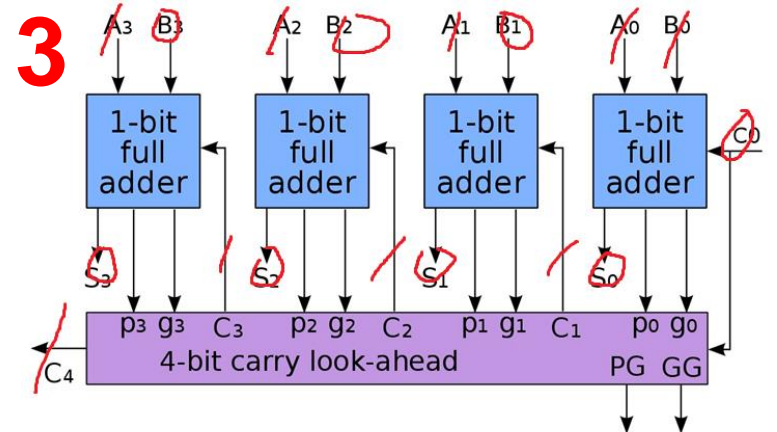 3
A3 B3 A2 B2 A1 B1 A0 B0
1-bit full adder 1-bit full adder 1-bit full adder 1-bit full adder
C0
S3 S2 S1 S0
p3 g3 C3 p2 g2 C2 p1 g1 C1 p0 g0
4-bit carry look-ahead
PG GG
C4